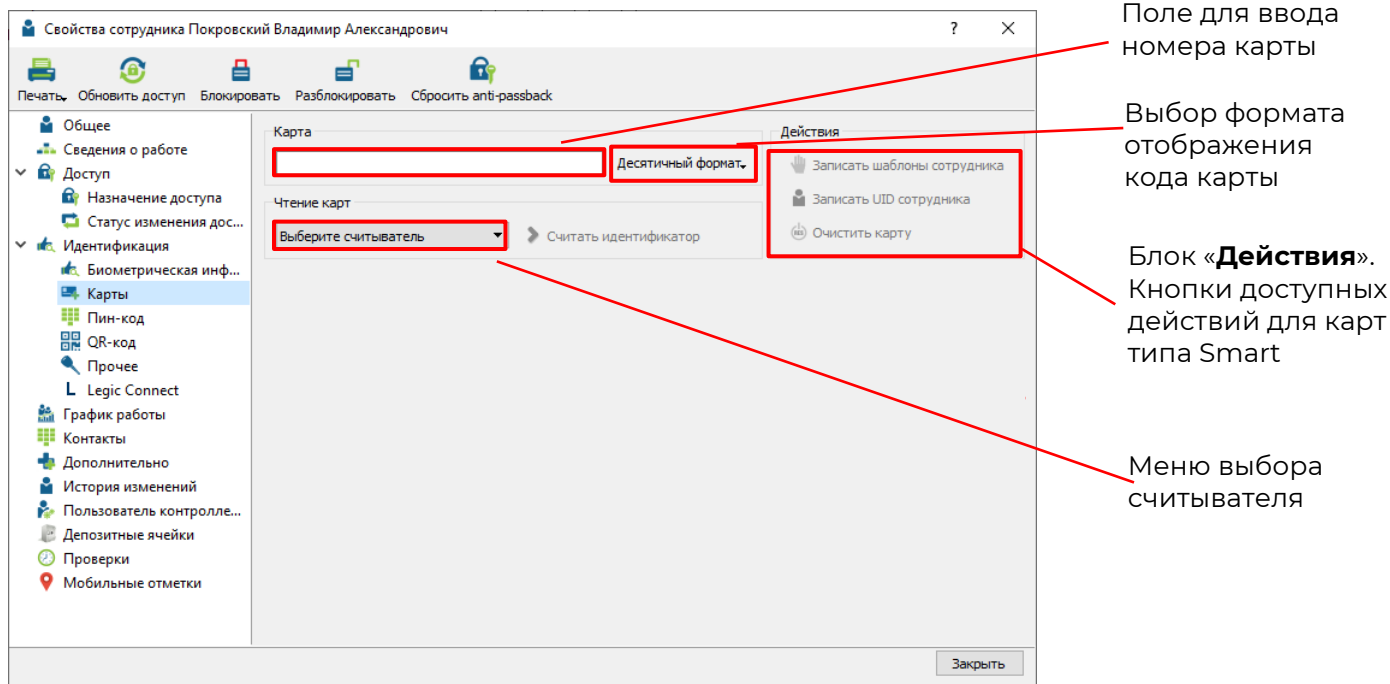 Свойства сотрудника Покровский Владимир Александрович
?
Печать
Обновить доступ
Блокировать
Разблокировать
Сбросить anti-passback
Общее
Сведения о работе
Доступ
Назначение доступа
Статус изменения дос...
Идентификация
Биометрическая инф...
Карты
Пин-код
QR-код
Прочее
Legic Connect
График работы
Контакты
Дополнительно
История изменений
Пользователь контролле...
Депозитные ячейки
Проверки
Мобильные отметки
Карта
Десятичный формат
Чтение карт
Выберите считыватель
Считать идентификатор
Действия
Записать шаблоны сотрудника
Записать UID сотрудника
Очистить карту
Закрыть
Поле для ввода
номера карты
Выбор формата
отображения
кода карты
Блок «Действия».
Кнопки доступных
действий для карт
типа Smart
Меню выбора
считывателя